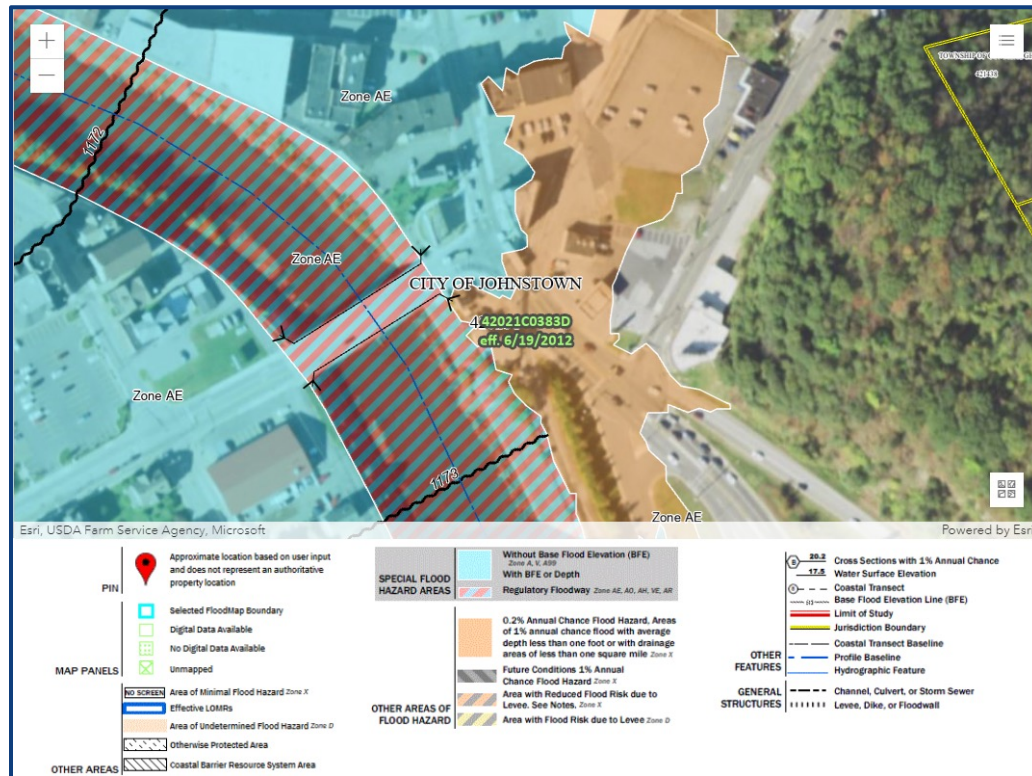 Zone AE
TOWNSHIP OF
1172
Zone AE
CITY OF JOHNSTOWN
42021C0383D
eff. 6/19/2012
Zone AE
1173
Zone AE
Esri, USDA Farm Service Agency, Microsoft
Powered by Esri
PIN
Approximate location based on user input
and does not represent an authoritative
property location
MAP PANELS
Selected FloodMap Boundary
Digital Data Available
No Digital Data Available
Unmapped
OTHER AREAS
NO SCREEN Area of Minimal Flood Hazard Zone X
Effective LOMRs
Area of Undetermined Flood Hazard Zone D
Otherwise Protected Area
Coastal Barrier Resource System Area
SPECIAL FLOOD
HAZARD AREAS
Without Base Flood Elevation (BFE)
Zone A, V, A99
With BFE or Depth
Regulatory Floodway Zone AE, AO, AH, VE, AR
OTHER AREAS OF
FLOOD HAZARD
0.2% Annual Chance Flood Hazard, Areas
of 1% annual chance flood with average
depth less than one foot or with drainage
areas of less than one square mile Zone X
Future Conditions 1% Annual
Chance Flood Hazard Zone X
Area with Reduced Flood Risk due to
Levee. See Notes. Zone X
Area with Flood Risk due to Levee Zone D
OTHER
FEATURES
20.2 Cross Sections with 1% Annual Chance
17.5 Water Surface Elevation
Coastal Transect
Base Flood Elevation Line (BFE)
Limit of Study
Jurisdiction Boundary
Coastal Transect Baseline
Profile Baseline
Hydrographic Feature
GENERAL
STRUCTURES
Channel, Culvert, or Storm Sewer
Levee, Dike, or Floodwall